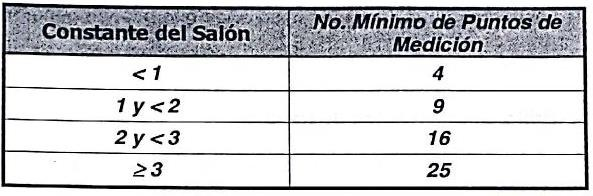 Constante del Salón
No. Mínimo de Puntos de
Medición
< 1
4
1 y < 2
9
2 y < 3
16
≥ 3
25